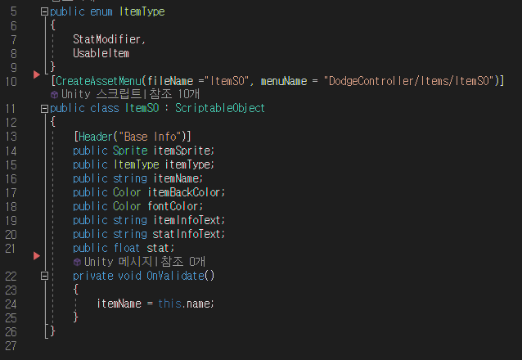 5 public enum ItemType
6 {
7 StatModifier,
8 UsableItem
9 }
10 [CreateAssetMenu(fileName ="ItemSO", menuName = "DodgeController/Items/ItemSO")]
Unity 스크립트|참조 10개
11 public class ItemSO : ScriptableObject
12 {
13 [Header("Base Info")]
14 public Sprite itemSprite;
15 public ItemType itemType;
16 public string itemName;
17 public Color itemBackColor;
18 public Color fontColor;
19 public string itemInfoText;
20 public string statInfoText;
21 public float stat;
Unity 메시지|참조 0개
22 private void OnValidate()
23 {
24 itemName = this.name;
25 }
26 }
27